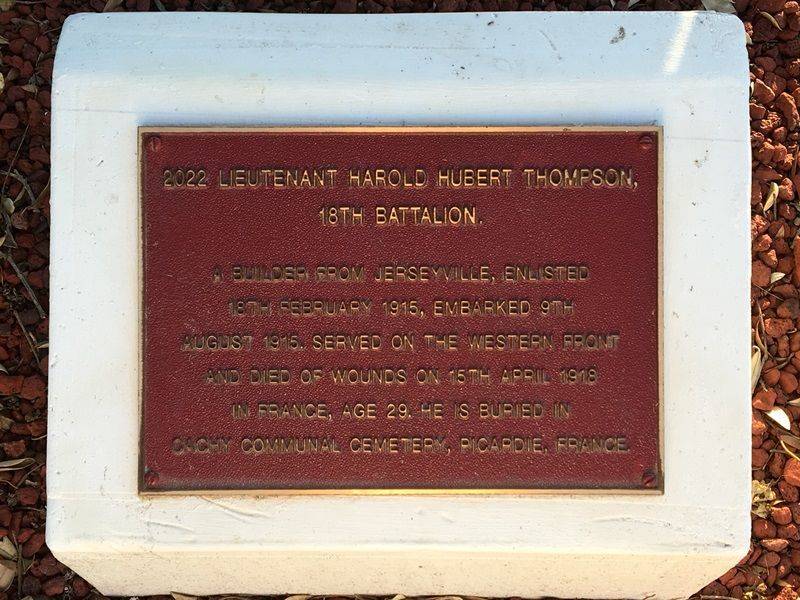 2022 LIEUTENANT HAROLD HUBERT THOMPSON,
18TH BATTALION.
A BUILDER FROM JERSEYVILLE, ENLISTED
18TH FEBRUARY 1915, EMBARKED 9TH
AUGUST 1915. SERVED ON THE WESTERN FRONT
AND DIED OF WOUNDS ON 15TH APRIL 1918
IN FRANCE, AGE 29. HE IS BURIED IN
CACHY COMMUNAL CEMETERY, PICARDIE, FRANCE.